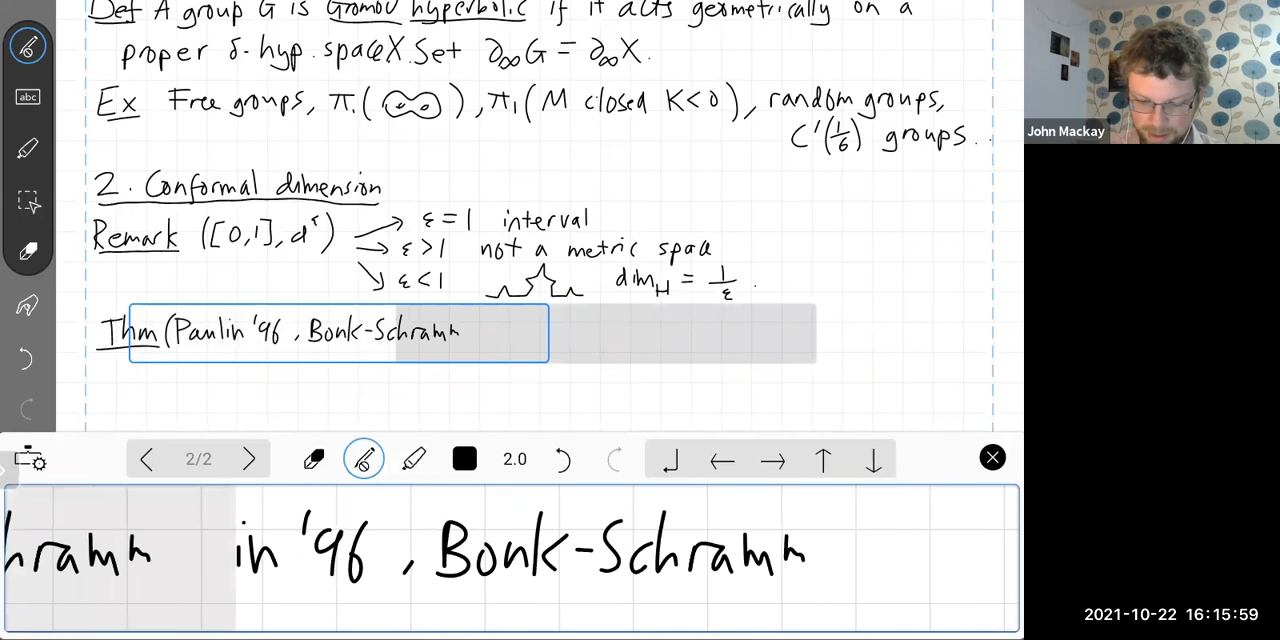 Def A group G is Gromov hyperbolic if it acts geometrically on a
proper δ-hyp. space X. Set ∂∞G = ∂∞X.
Ex Free groups, π₁( ), π₁(M closed K<0), random groups,
C'(1/6) groups...
2. Conformal dimension
Remark ([0,1], d^ε) → ε=1 interval
→ ε>1 not a metric space
↘ ε<1 dim_H = 1/ε.
Thm (Paulin '96, Bonk-Schramm
abc
John Mackay
2/2
2.0
hramm in '96, Bonk-Schramm
2021-10-22 16:15:59